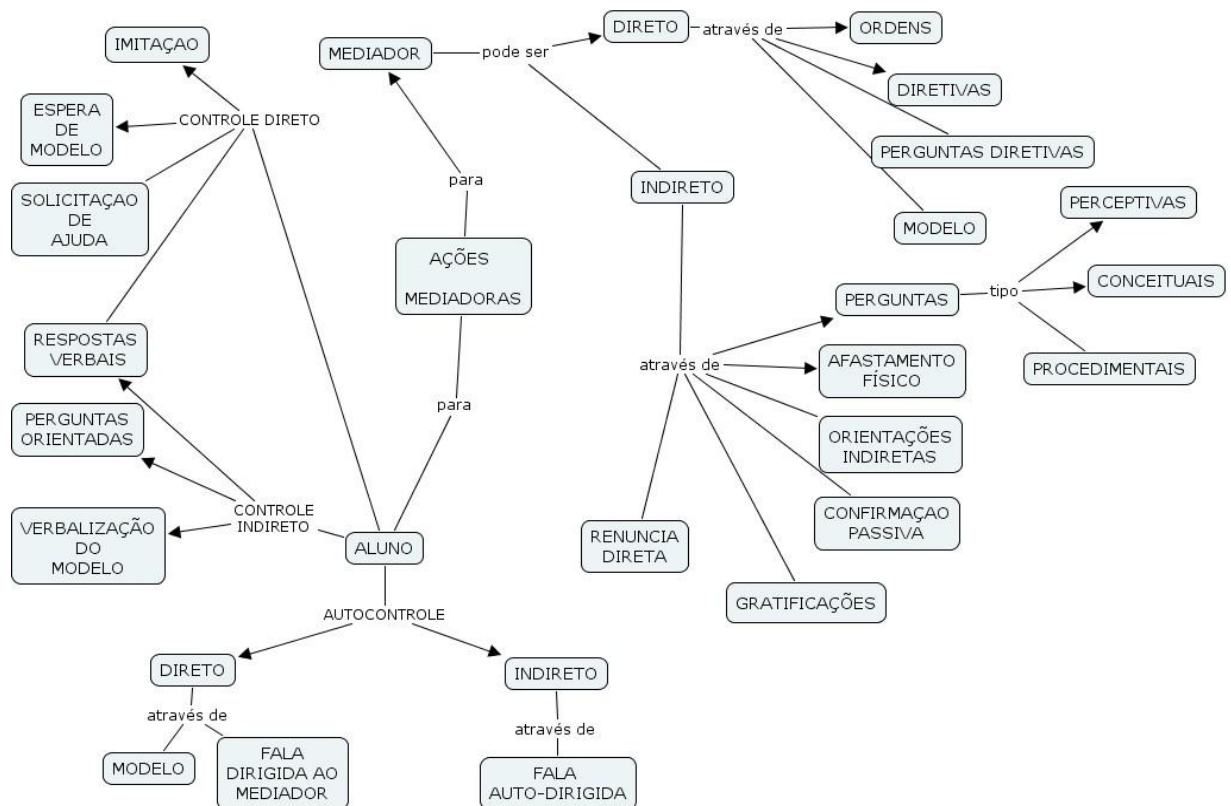 IMITAÇAO
ESPERA
DE
MODELO
SOLICITAÇAO
DE
AJUDA
RESPOSTAS
VERBAIS
PERGUNTAS
ORIENTADAS
VERBALIZAÇÃO
DO
MODELO
CONTROLE DIRETO
CONTROLE
INDIRETO
ALUNO
AUTOCONTROLE
DIRETO
através de
MODELO
FALA
DIRIGIDA AO
MEDIADOR
INDIRETO
através de
FALA
AUTO-DIRIGIDA
MEDIADOR
para
AÇÕES
MEDIADORAS
para
pode ser
DIRETO
através de
ORDENS
DIRETIVAS
PERGUNTAS DIRETIVAS
MODELO
INDIRETO
através de
PERGUNTAS
tipo
PERCEPTIVAS
CONCEITUAIS
PROCEDIMENTAIS
AFASTAMENTO
FÍSICO
ORIENTAÇÕES
INDIRETAS
CONFIRMAÇAO
PASSIVA
GRATIFICAÇÕES
RENUNCIA
DIRETA